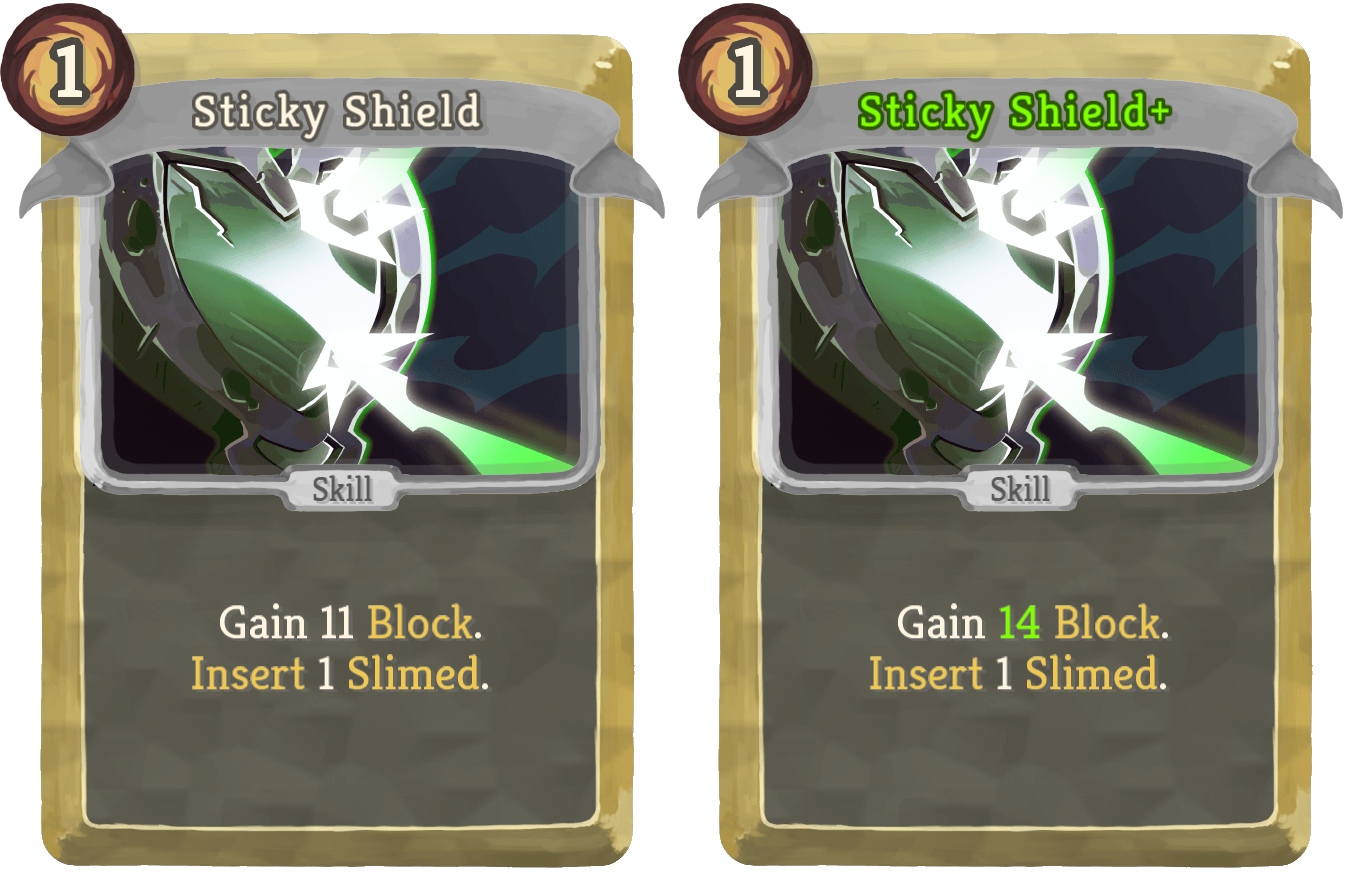 1
Sticky Shield
Skill
Gain 11 Block.
Insert 1 Slimed.
1
Sticky Shield+
Skill
Gain 14 Block.
Insert 1 Slimed.